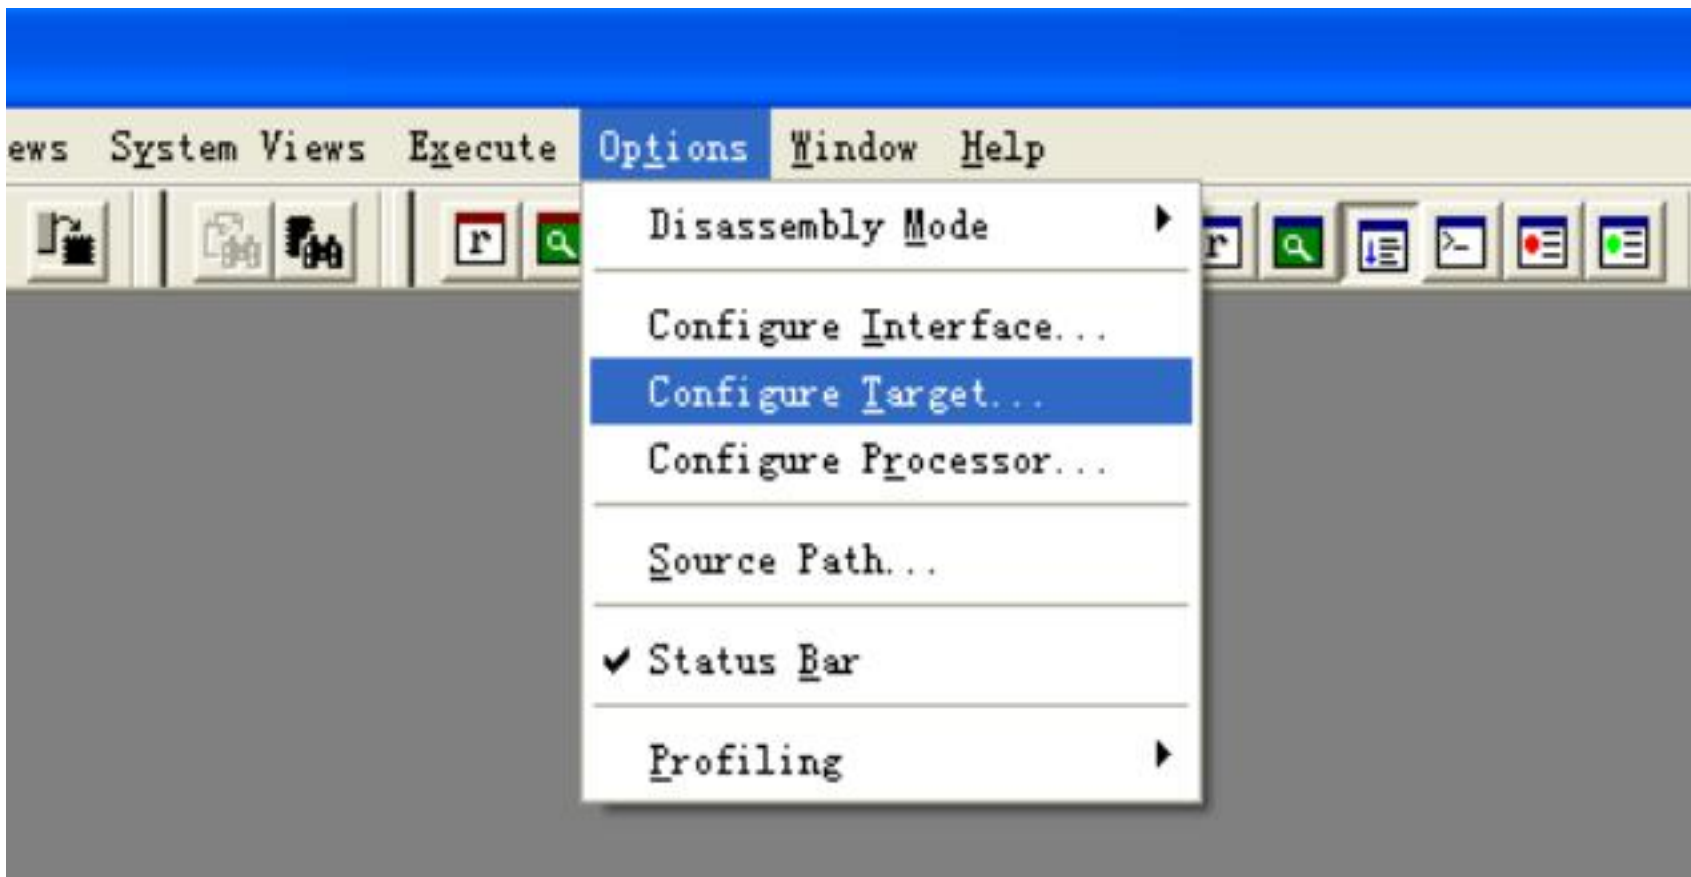 ews System Views Execute Options Window Help
r r
Disassembly Mode
Configure Interface...
Configure Target...
Configure Processor...
Source Path...
Status Bar
Profiling